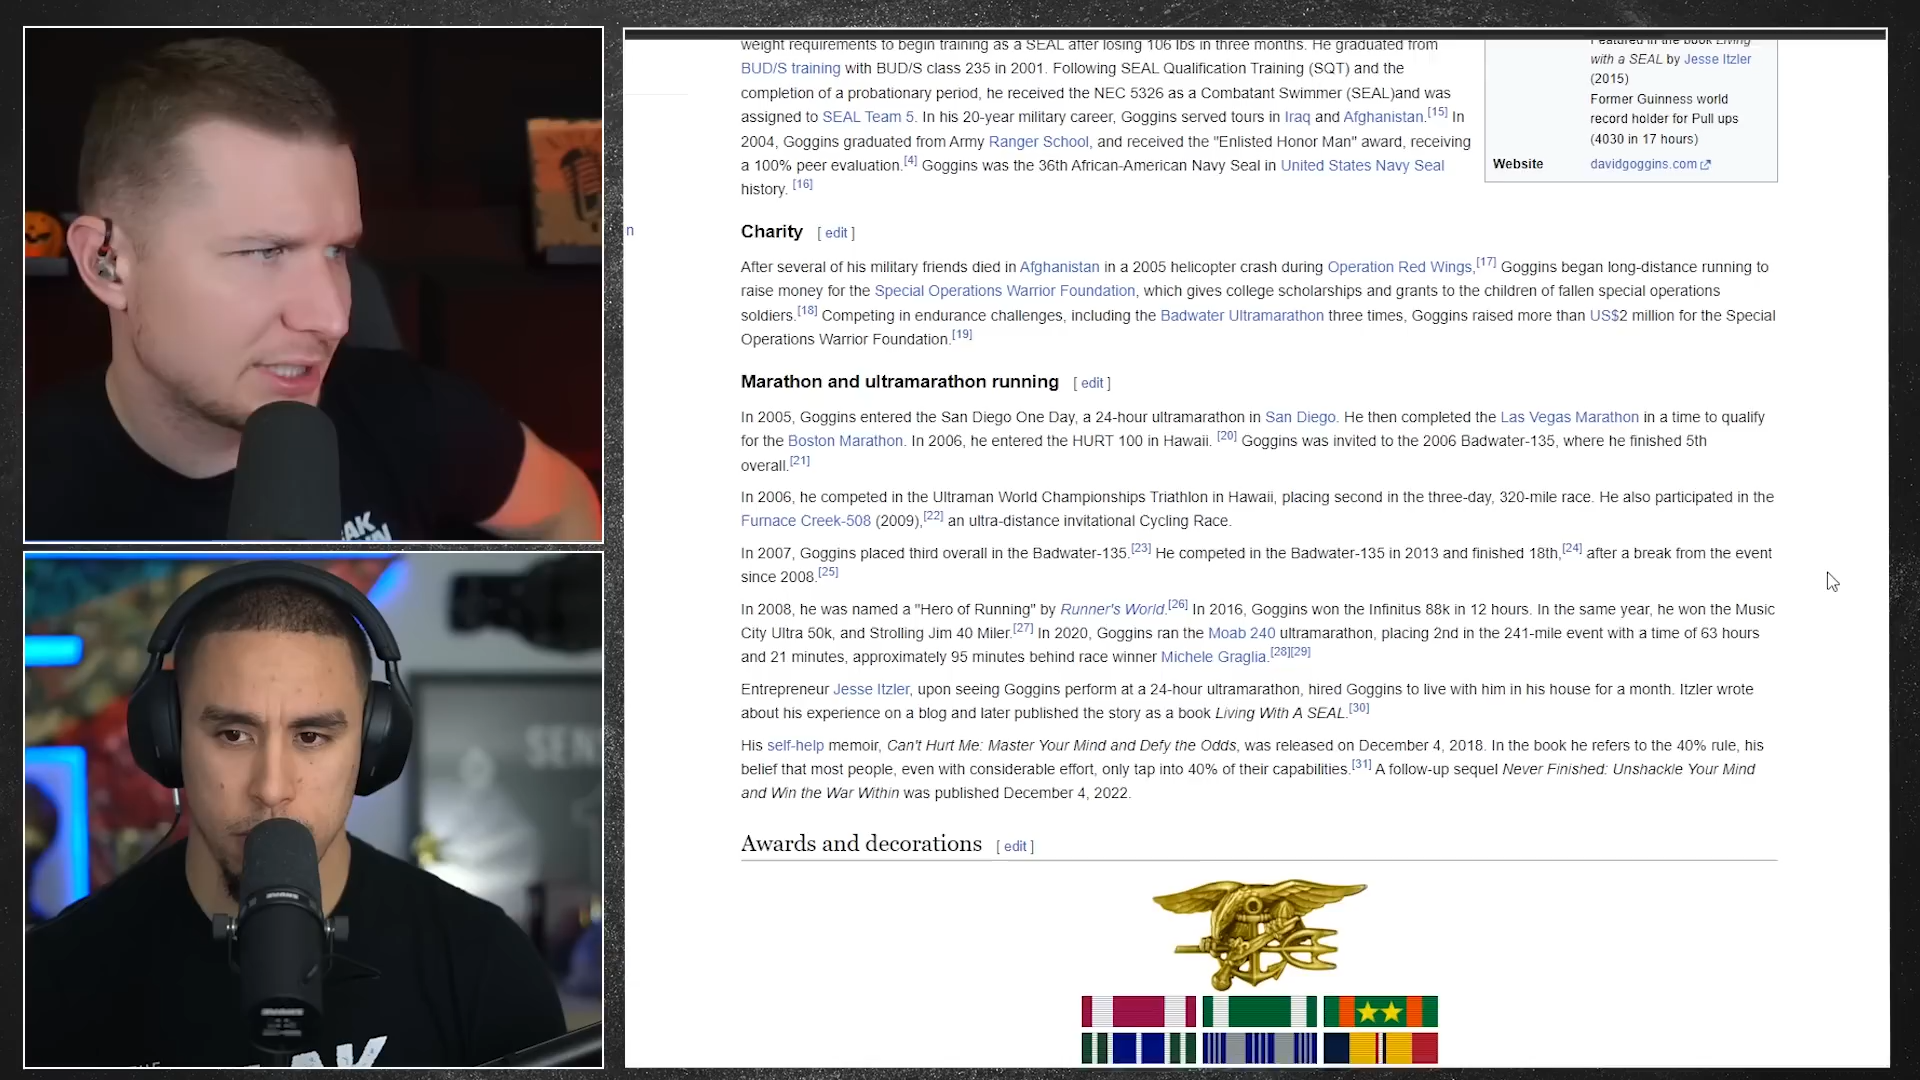 weight requirements to begin training as a SEAL after losing 106 lbs in three months. He graduated from
BUD/S training with BUD/S class 235 in 2001. Following SEAL Qualification Training (SQT) and the
completion of a probationary period, he received the NEC 5326 as a Combatant Swimmer (SEAL)and was
assigned to SEAL Team 5. In his 20-year military career, Goggins served tours in Iraq and Afghanistan.[15] In
2004, Goggins graduated from Army Ranger School, and received the "Enlisted Honor Man" award, receiving
a 100% peer evaluation.[4] Goggins was the 36th African-American Navy Seal in United States Navy Seal
history. [16]
Featured in the book Living
with a SEAL by Jesse Itzler
(2015)
Former Guinness world
record holder for Pull ups
(4030 in 17 hours)
Website davidgoggins.com
n
Charity [ edit ]
After several of his military friends died in Afghanistan in a 2005 helicopter crash during Operation Red Wings,[17] Goggins began long-distance running to
raise money for the Special Operations Warrior Foundation, which gives college scholarships and grants to the children of fallen special operations
soldiers.[18] Competing in endurance challenges, including the Badwater Ultramarathon three times, Goggins raised more than US$2 million for the Special
Operations Warrior Foundation.[19]
Marathon and ultramarathon running [ edit ]
In 2005, Goggins entered the San Diego One Day, a 24-hour ultramarathon in San Diego. He then completed the Las Vegas Marathon in a time to qualify
for the Boston Marathon. In 2006, he entered the HURT 100 in Hawaii. [20] Goggins was invited to the 2006 Badwater-135, where he finished 5th
overall.[21]
In 2006, he competed in the Ultraman World Championships Triathlon in Hawaii, placing second in the three-day, 320-mile race. He also participated in the
Furnace Creek-508 (2009),[22] an ultra-distance invitational Cycling Race.
In 2007, Goggins placed third overall in the Badwater-135.[23] He competed in the Badwater-135 in 2013 and finished 18th,[24] after a break from the event
since 2008.[25]
In 2008, he was named a "Hero of Running" by Runner's World.[26] In 2016, Goggins won the Infinitus 88k in 12 hours. In the same year, he won the Music
City Ultra 50k, and Strolling Jim 40 Miler.[27] In 2020, Goggins ran the Moab 240 ultramarathon, placing 2nd in the 241-mile event with a time of 63 hours
and 21 minutes, approximately 95 minutes behind race winner Michele Graglia.[28][29]
Entrepreneur Jesse Itzler, upon seeing Goggins perform at a 24-hour ultramarathon, hired Goggins to live with him in his house for a month. Itzler wrote
about his experience on a blog and later published the story as a book Living With A SEAL.[30]
His self-help memoir, Can't Hurt Me: Master Your Mind and Defy the Odds, was released on December 4, 2018. In the book he refers to the 40% rule, his
belief that most people, even with considerable effort, only tap into 40% of their capabilities.[31] A follow-up sequel Never Finished: Unshackle Your Mind
and Win the War Within was published December 4, 2022.
Awards and decorations [ edit ]
EAK
SEN
THE
AK